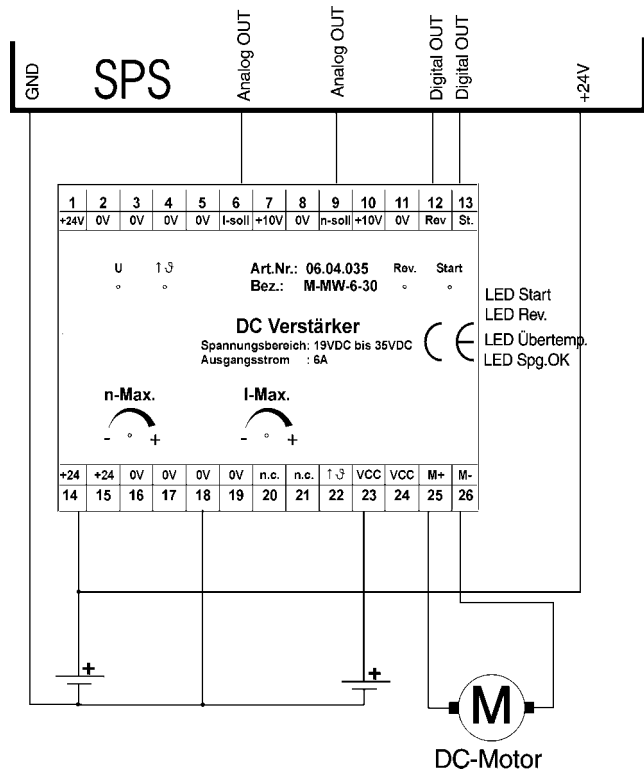 GND
SPS
Analog OUT
Analog OUT
Digital OUT
Digital OUT
+24V
1 2 3 4 5 6 7 8 9 10 11 12 13
+24V 0V 0V 0V 0V I-soll +10V 0V n-soll +10V 0V Rev St.
U ↑ϑ Art.Nr.: 06.04.035 Rev. Start
Bez.: M-MW-6-30
LED Start
LED Rev.
LED Übertemp.
LED Spg.OK
DC Verstärker
CE
Spannungsbereich: 19VDC bis 35VDC
Ausgangsstrom : 6A
n-Max. I-Max.
- + - +
+24 +24 0V 0V 0V 0V n.c. n.c. ↑ϑ VCC VCC M+ M-
14 15 16 17 18 19 20 21 22 23 24 25 26
+ +
M
DC-Motor